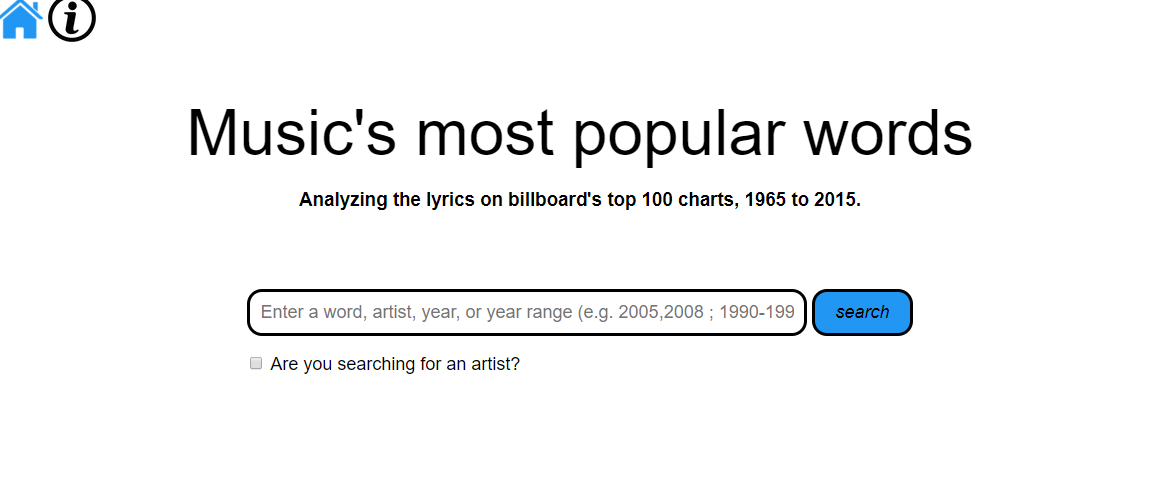 i
Music's most popular words
Analyzing the lyrics on billboard's top 100 charts, 1965 to 2015.
Enter a word, artist, year, or year range (e.g. 2005,2008 ; 1990-199
search
Are you searching for an artist?